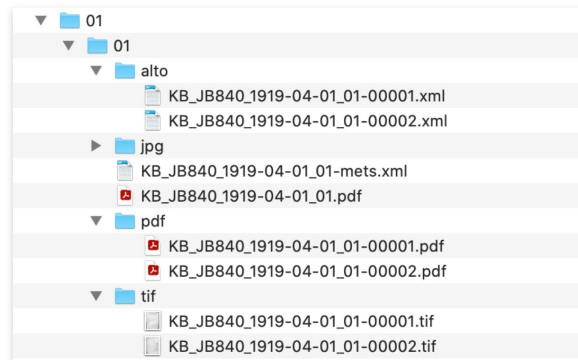 01
01
alto
KB_JB840_1919-04-01_01-00001.xml
KB_JB840_1919-04-01_01-00002.xml
jpg
KB_JB840_1919-04-01_01-mets.xml
KB_JB840_1919-04-01_01.pdf
pdf
KB_JB840_1919-04-01_01-00001.pdf
KB_JB840_1919-04-01_01-00002.pdf
tif
KB_JB840_1919-04-01_01-00001.tif
KB_JB840_1919-04-01_01-00002.tif